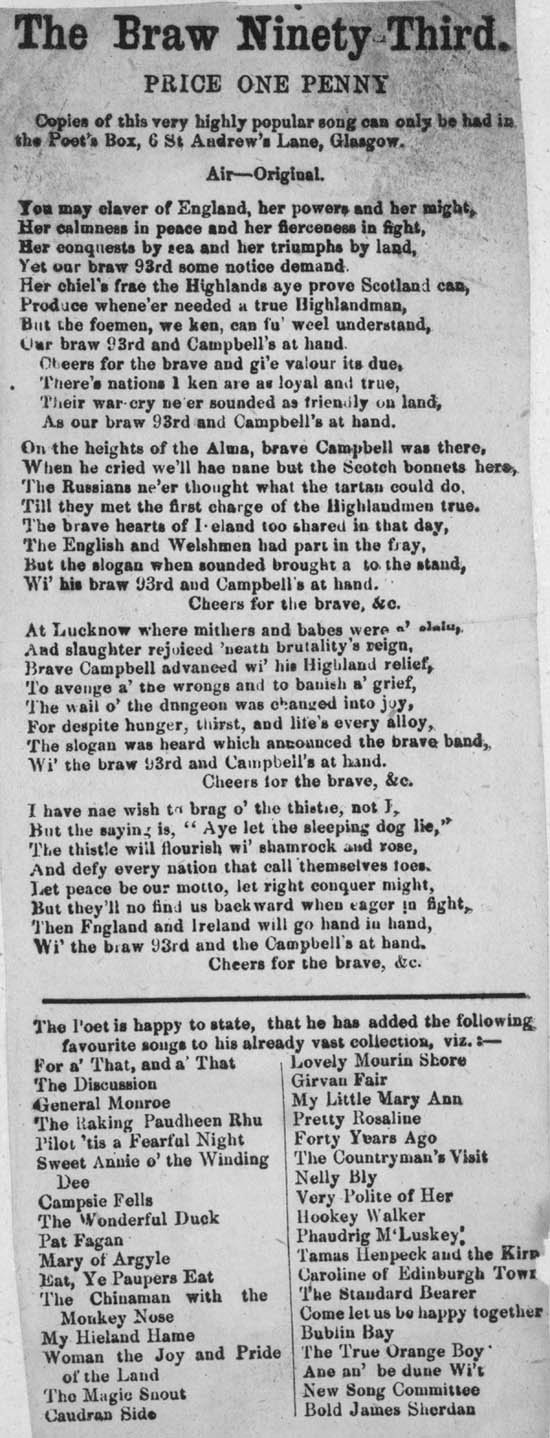 The Braw Ninety-Third.
PRICE ONE PENNY
Copies of this very highly popular song can only be had in
the Poet's Box, 6 St Andrew's Lane, Glasgow.
Air—Original.
You may claver of England, her powers and her might,
Her calmness in peace and her fierceness in fight,
Her conquests by sea and her triumphs by land,
Yet our braw 93rd some notice demand.
Her chiel's frae the Highlands aye prove Scotland can,
Produce whene'er needed a true Highlandman,
But the foemen, we ken, can fu' weel understand,
Our braw 93rd and Campbell's at hand.
Cheers for the brave and gi'e valour its due,
There's nations I ken are as loyal and true,
Their war-cry ne'er sounded as friendly on land,
As our braw 93rd and Campbell's at hand.
On the heights of the Alma, brave Campbell was there,
When he cried we'll hae nane but the Scotch bonnets here,
The Russians ne'er thought what the tartan could do,
Till they met the first charge of the Highlandmen true.
The brave hearts of I eland too shared in that day,
The English and Welshmen had part in the fray,
But the slogan when sounded brought a to the stand,
Wi' his braw 93rd and Campbell's at hand.
Cheers for the brave, &c.
At Lucknow where mithers and babes were a' slain,
And slaughter rejoiced 'neath brutality's reign,
Brave Campbell advanced wi' his Highland relief,
To avenge a' the wrongs and to banish a' grief,
The wail o' the dungeon was changed into joy,
For despite hunger, thirst, and life's every alloy,
The slogan was heard which announced the brave band,
Wi' the braw 93rd and Campbell's at hand.
Cheers for the brave, &c.
I have nae wish to brag o' the thistle, not I,
But the saying is, "Aye let the sleeping dog lie,"
The thistle will flourish wi' shamrock and rose,
And defy every nation that call themselves foes.
Let peace be our motto, let right conquer might,
But they'll no find us backward when eager in fight,
Then England and Ireland will go hand in hand,
Wi' the braw 93rd and the Campbell's at hand.
Cheers for the brave, &c.
The Poet is happy to state, that he has added the following
favourite songs to his already vast collection, viz.:—
For a' That, and a' That
The Discussion
General Monroe
The Raking Paudheen Rhu
Pilot 'tis a Fearful Night
Sweet Annie o' the Winding
Dee
Campsie Fells
The Wonderful Duck
Pat Fagan
Mary of Argyle
Eat, Ye Paupers Eat
The Chinaman with the
Monkey Nose
My Hieland Hame
Woman the Joy and Pride
of the Land
The Magic Snout
Caudran Side
Lovely Mourin Shore
Girvan Fair
My Little Mary Ann
Pretty Rosaline
Forty Years Ago
The Countryman's Visit
Nelly Bly
Very Polite of Her
Hookey Walker
Phaudrig M'Luskey
Tamas Henpeck and the Kirn
Caroline of Edinburgh Town
The Standard Bearer
Come let us be happy together
Bublin Bay
The True Orange Boy
Ane an' be dune Wi't
New Song Committee
Bold James Sherdan